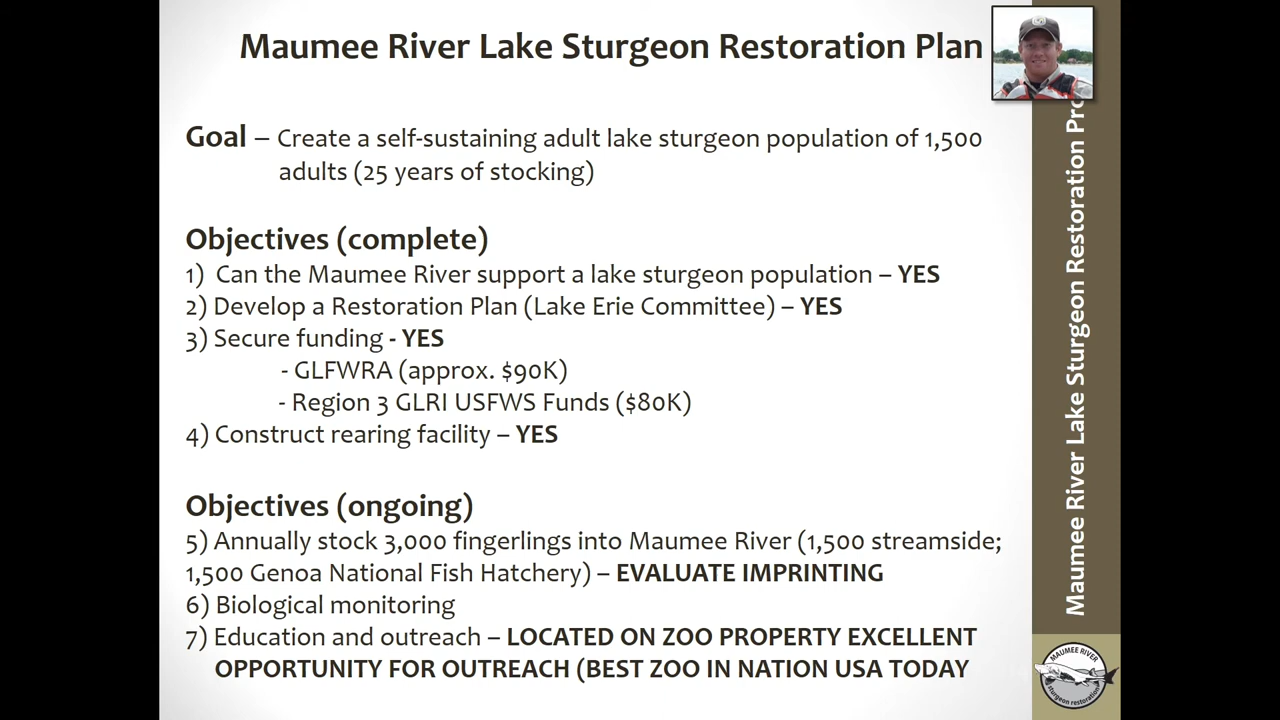 Maumee River Lake Sturgeon Restoration Plan
Goal – Create a self-sustaining adult lake sturgeon population of 1,500
adults (25 years of stocking)
Objectives (complete)
1) Can the Maumee River support a lake sturgeon population – YES
2) Develop a Restoration Plan (Lake Erie Committee) – YES
3) Secure funding - YES
- GLFWRA (approx. $90K)
- Region 3 GLRI USFWS Funds ($80K)
4) Construct rearing facility – YES
Objectives (ongoing)
5) Annually stock 3,000 fingerlings into Maumee River (1,500 streamside;
1,500 Genoa National Fish Hatchery) – EVALUATE IMPRINTING
6) Biological monitoring
7) Education and outreach – LOCATED ON ZOO PROPERTY EXCELLENT
OPPORTUNITY FOR OUTREACH (BEST ZOO IN NATION USA TODAY
Maumee River Lake Sturgeon Restoration Pro
MAUMEE RIVER
sturgeon restoration